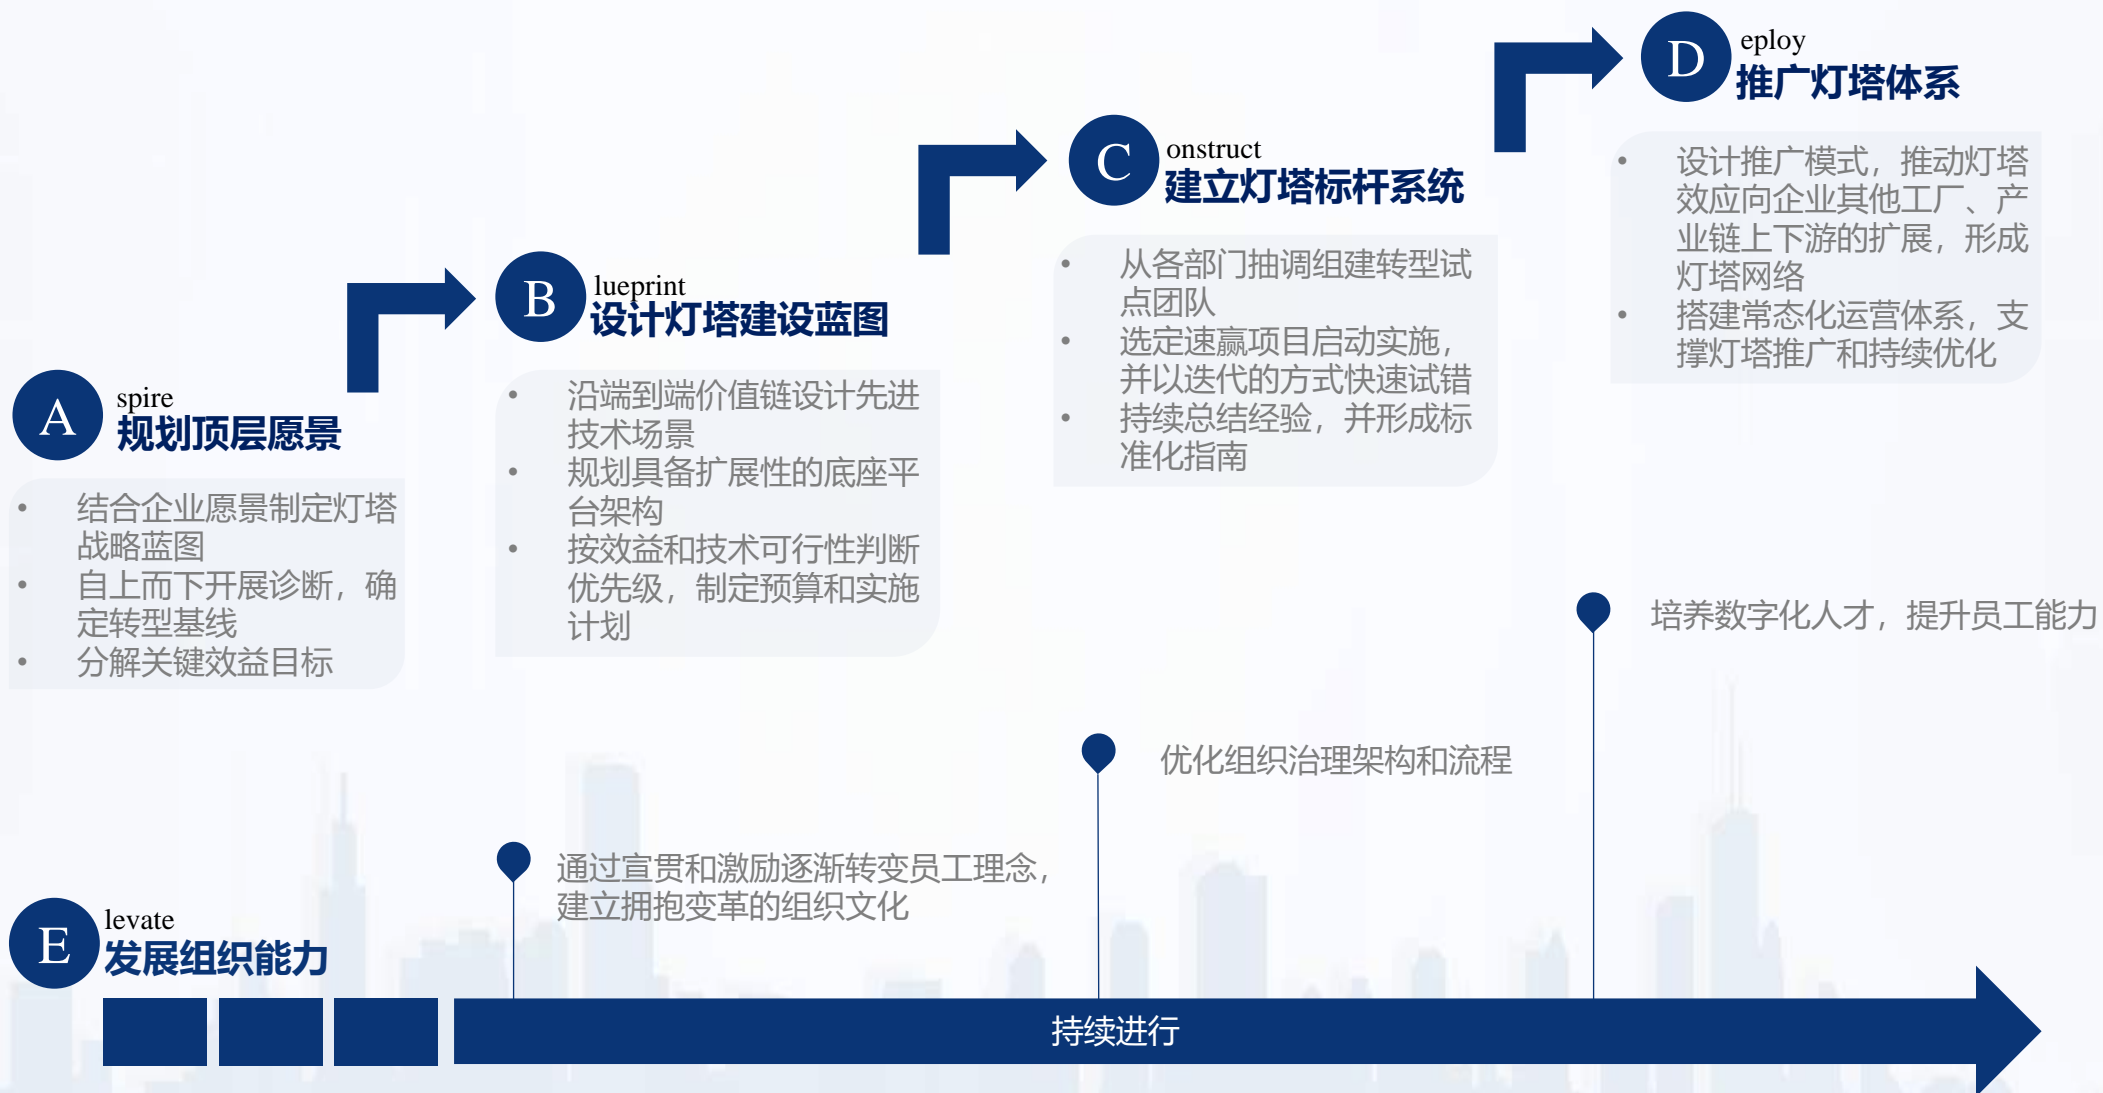 A
spire
规划顶层愿景
• 结合企业愿景制定灯塔
战略蓝图
• 自上而下开展诊断，确
定转型基线
• 分解关键效益目标
B
lueprint
设计灯塔建设蓝图
• 沿端到端价值链设计先进
技术场景
• 规划具备扩展性的底座平
台架构
• 按效益和技术可行性判断
优先级，制定预算和实施
计划
C
onstruct
建立灯塔标杆系统
• 从各部门抽调组建转型试
点团队
• 选定速赢项目启动实施，
并以迭代的方式快速试错
• 持续总结经验，并形成标
准化指南
D
eploy
推广灯塔体系
• 设计推广模式，推动灯塔
效应向企业其他工厂、产
业链上下游的扩展，形成
灯塔网络
• 搭建常态化运营体系，支
撑灯塔推广和持续优化
E
levate
发展组织能力
通过宣贯和激励逐渐转变员工理念，
建立拥抱变革的组织文化
优化组织治理架构和流程
培养数字化人才，提升员工能力
持续进行